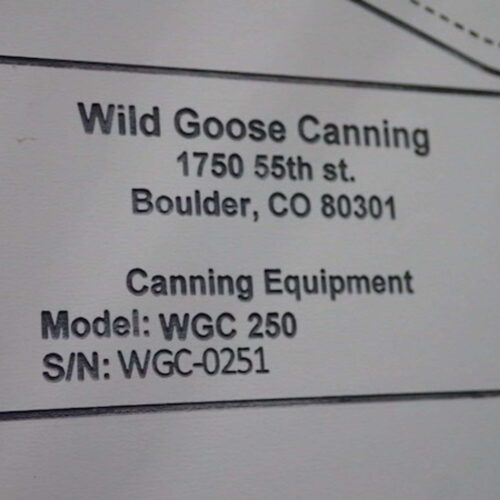 Wild Goose Canning
1750 55th st.
Boulder, CO 80301
Canning Equipment
Model: WGC 250
S/N: WGC-0251